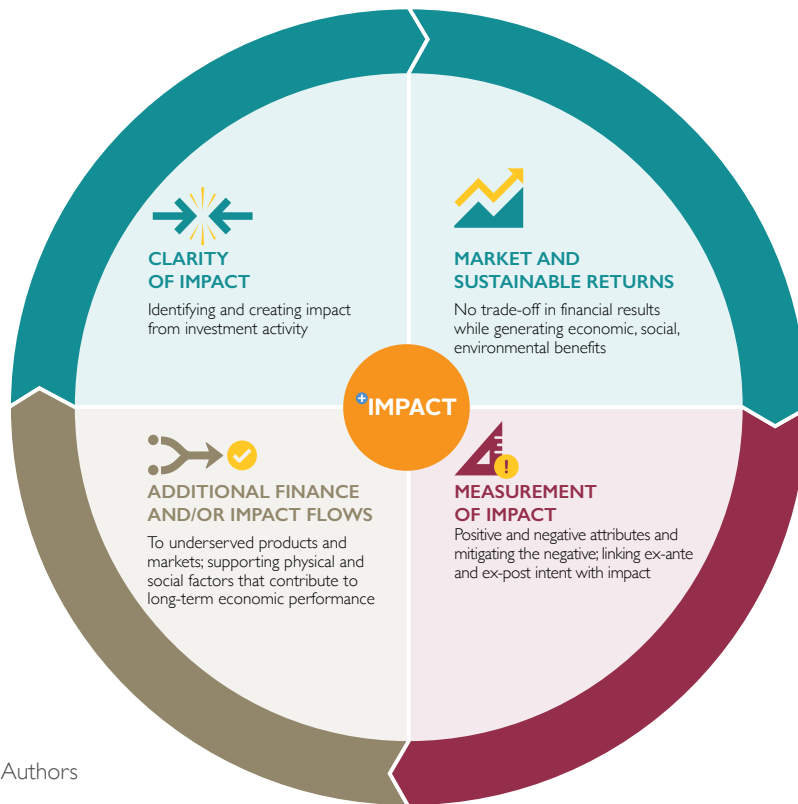 CLARITY
OF IMPACT
Identifying and creating impact
from investment activity
MARKET AND
SUSTAINABLE RETURNS
No trade-off in financial results
while generating economic, social,
environmental benefits
+IMPACT
ADDITIONAL FINANCE
AND/OR IMPACT FLOWS
To underserved products and
markets; supporting physical and
social factors that contribute to
long-term economic performance
!
MEASUREMENT
OF IMPACT
Positive and negative attributes and
mitigating the negative; linking ex-ante
and ex-post intent with impact
Authors